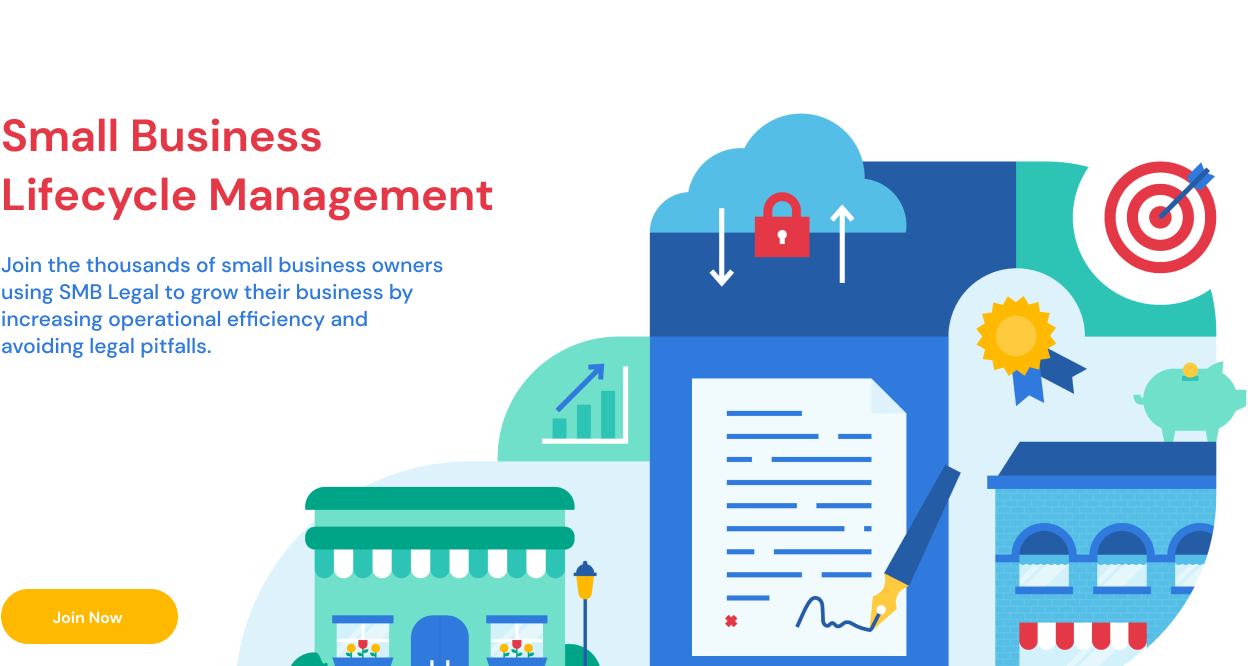 Small Business
Lifecycle Management
Join the thousands of small business owners
using SMB Legal to grow their business by
increasing operational efficiency and
avoiding legal pitfalls.
Join Now